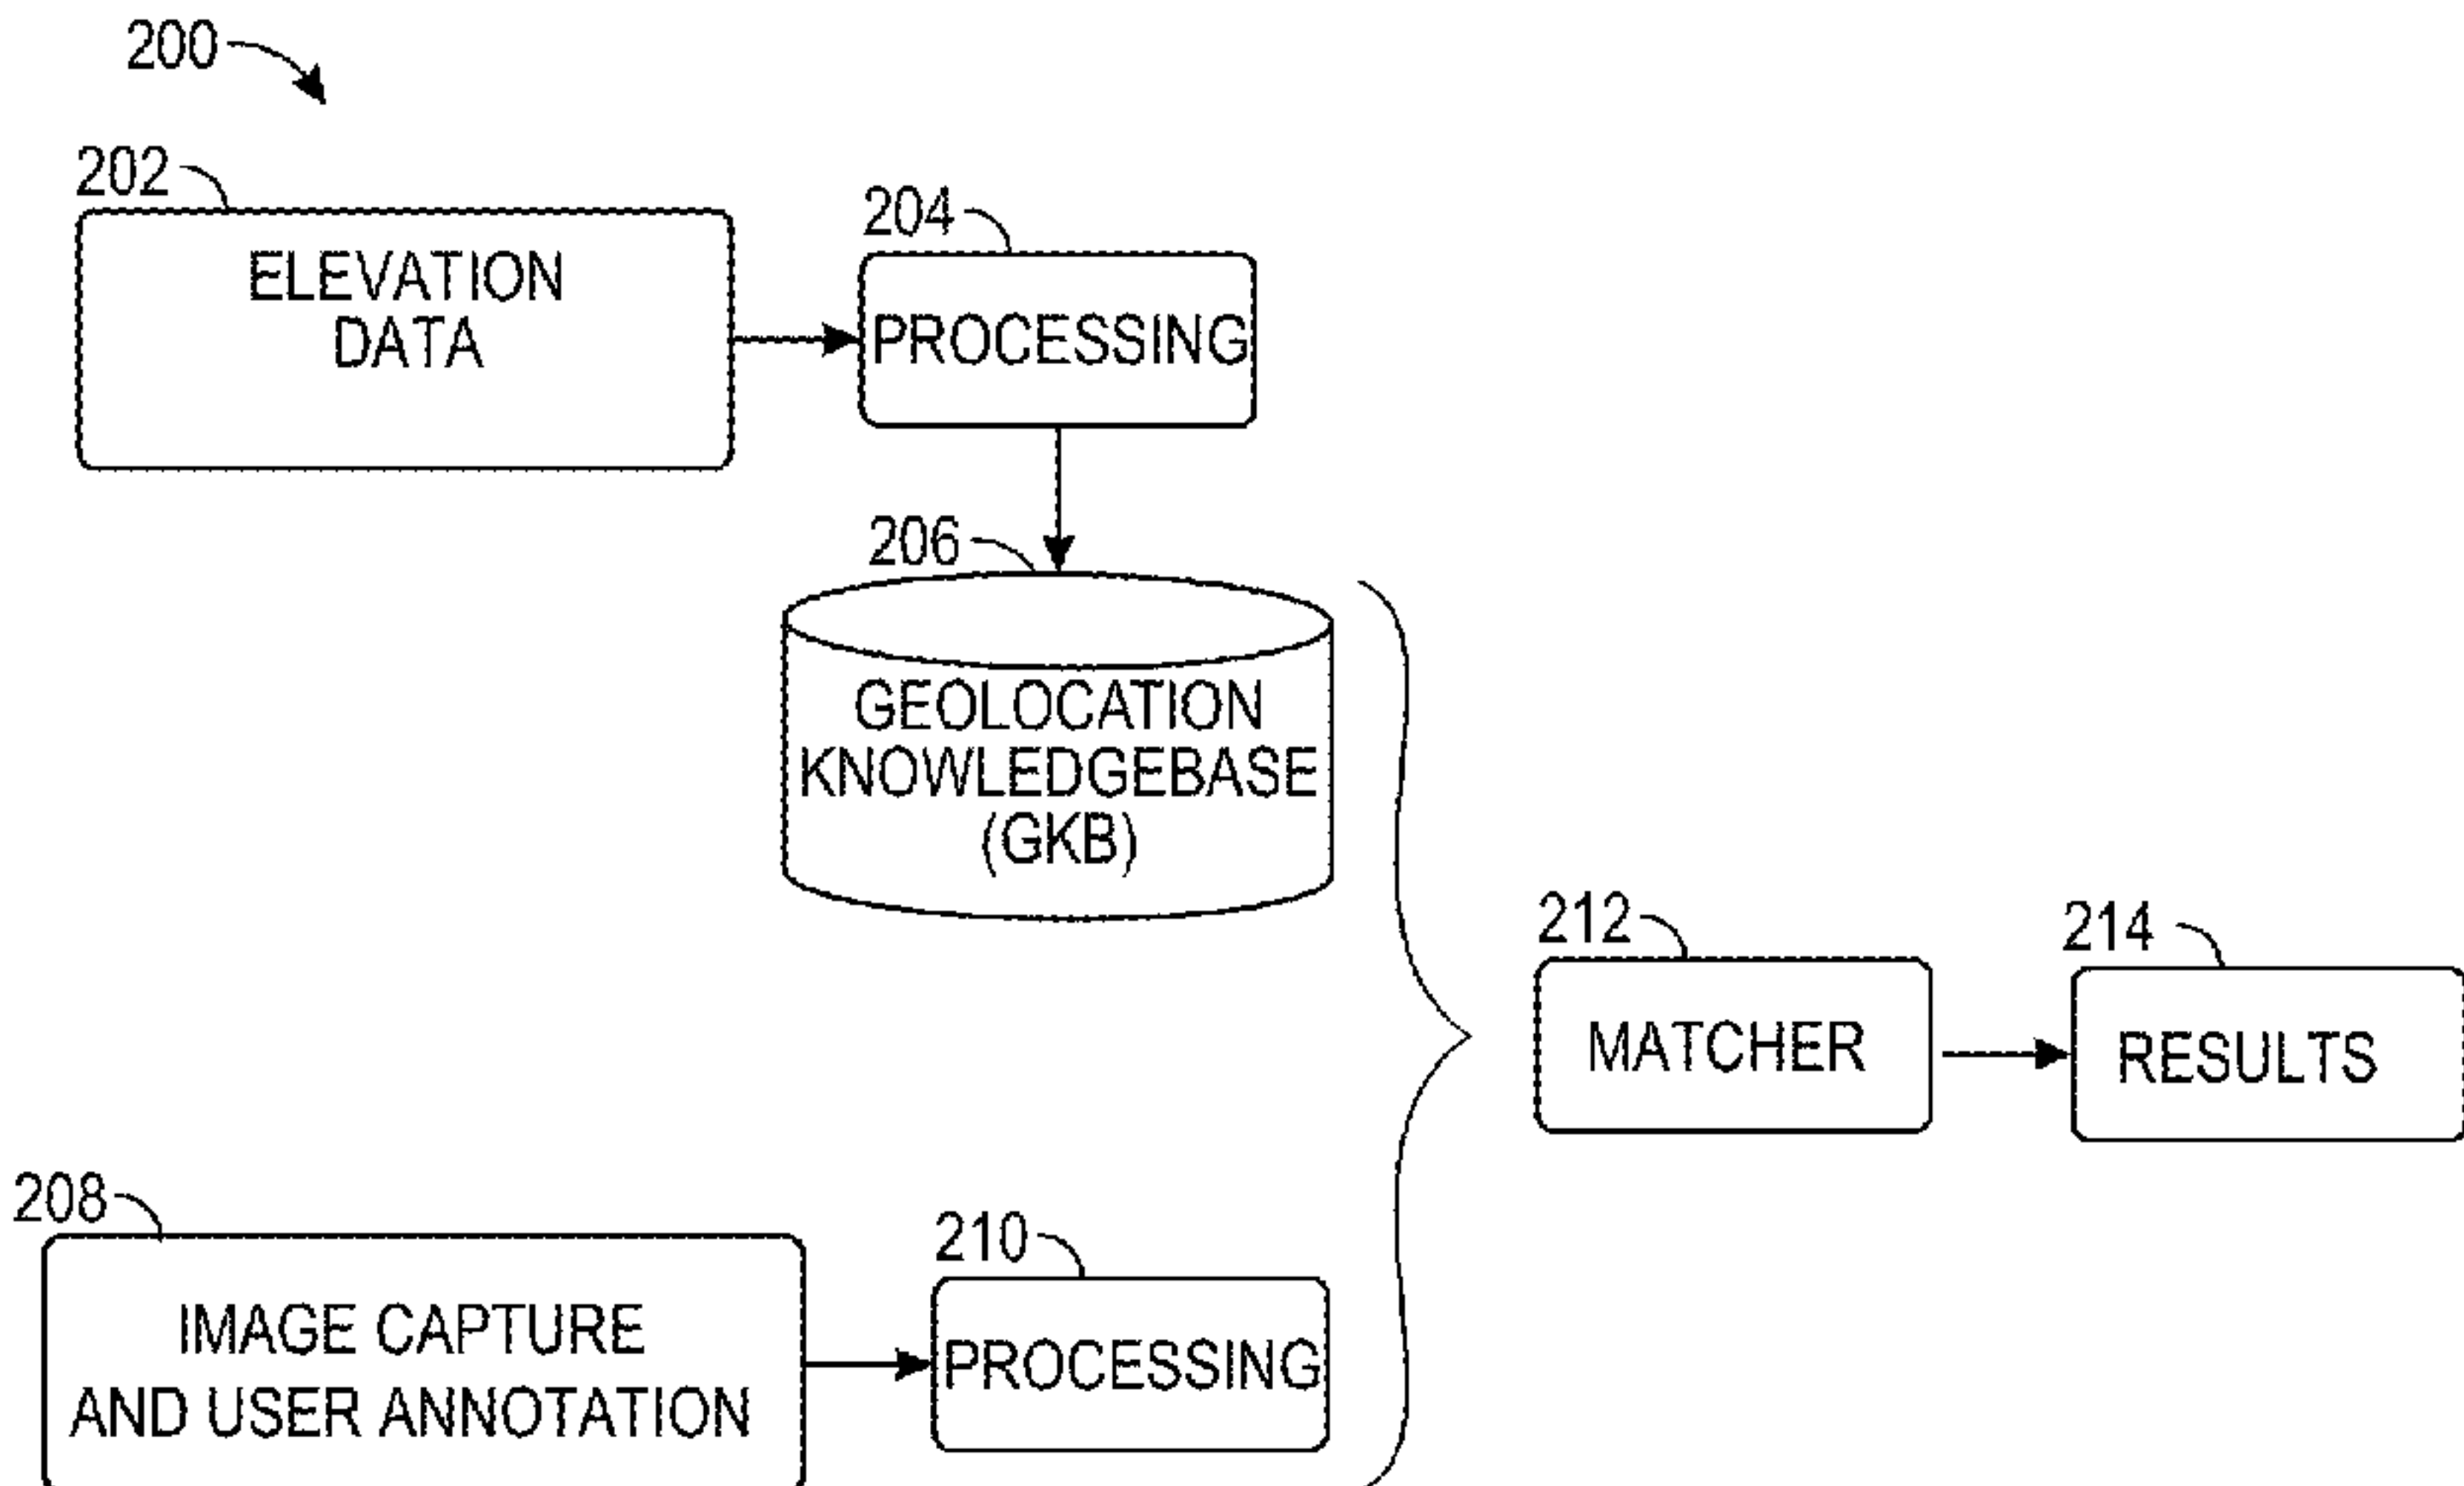 200
202
ELEVATION
DATA
204
PROCESSING
206
GEOLOCATION
KNOWLEDGEBASE
(GKB)
212
MATCHER
214
RESULTS
208
IMAGE CAPTURE
AND USER ANNOTATION
210
PROCESSING